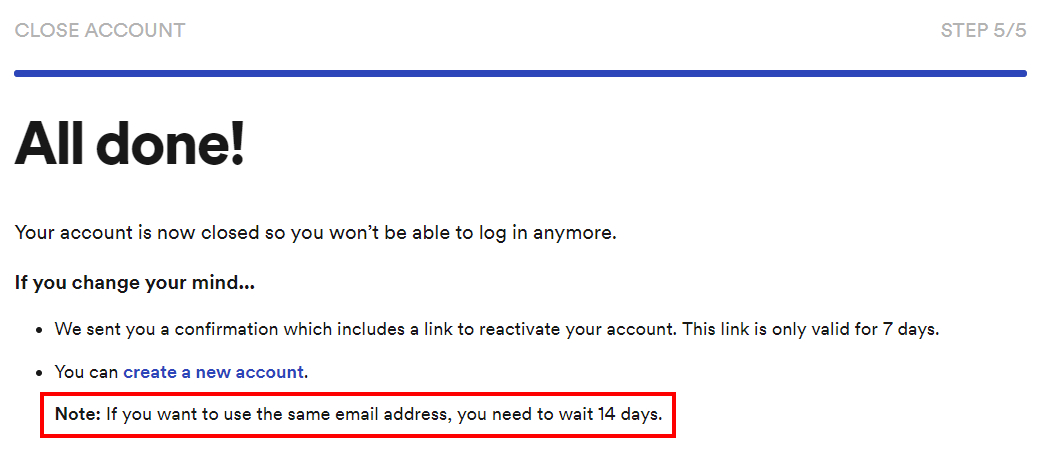 CLOSE ACCOUNT
STEP 5/5
All done!
Your account is now closed so you won’t be able to log in anymore.
If you change your mind...
• We sent you a confirmation which includes a link to reactivate your account. This link is only valid for 7 days.
• You can create a new account.
Note: If you want to use the same email address, you need to wait 14 days.